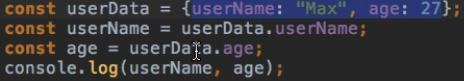 const userData = {userName: "Max", age: 27};
const userName = userData.userName;
const age = userData.age;
console.log(userName, age);